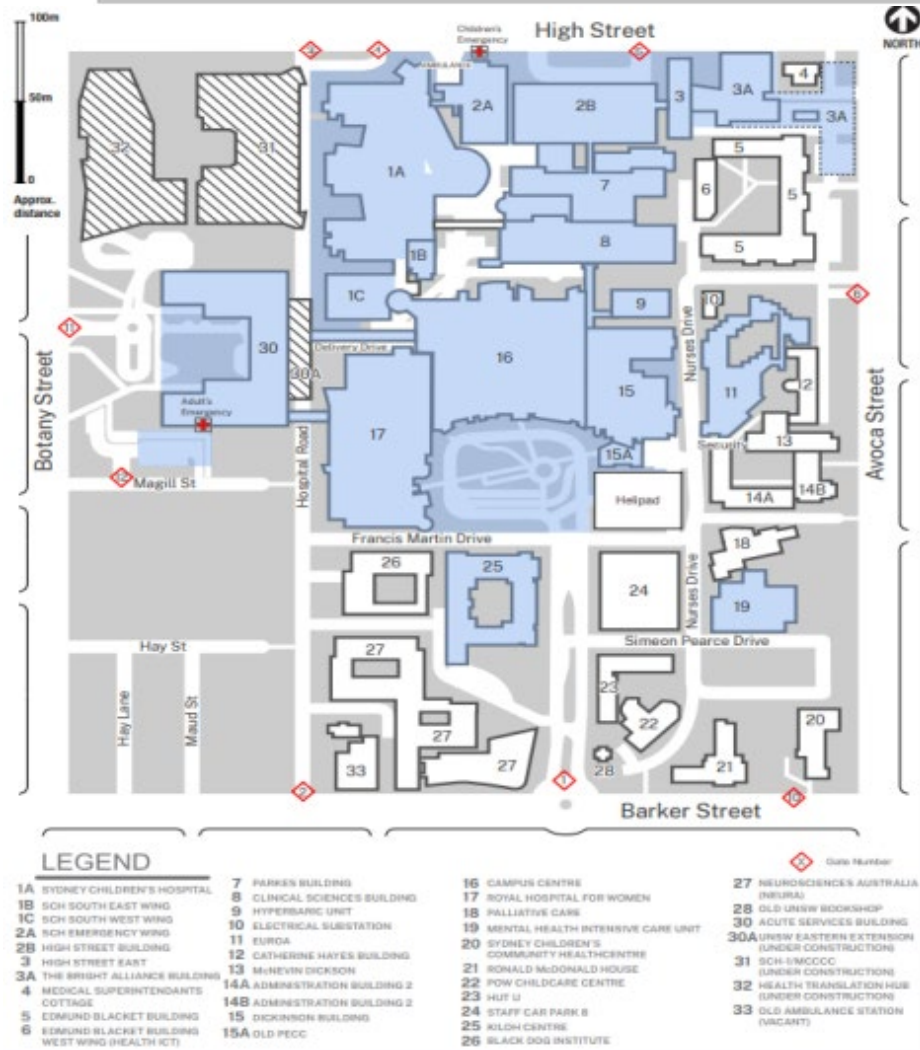 100m
50m
0
Approx.
distance
High Street
NORTH
Children's
Emergency
AMBULANCE
32
31
1A
2A
2B
3
3A
4
3A
5
5
5
6
7
8
1B
1C
9
10
11
30
30A
Delivery Drive
16
15
15A
17
Adult's
Emergency
Botany Street
Magill St
Hospital Road
Nurses Drive
Security
2
13
14A
14B
Avoca Street
Helipad
Francis Martin Drive
26
25
24
18
19
Nurses Drive
Simeon Pearce Drive
Hay St
Hay Lane
Maud St
27
27
27
33
23
22
28
21
20
11
12
2
1
6
10
Barker Street
LEGEND
X Gate Number
1A SYDNEY CHILDREN'S HOSPITAL
1B SCH SOUTH EAST WING
1C SCH SOUTH WEST WING
2A SCH EMERGENCY WING
2B HIGH STREET BUILDING
3 HIGH STREET EAST
3A THE BRIGHT ALLIANCE BUILDING
4 MEDICAL SUPERINTENDANTS
COTTAGE
5 EDMUND BLACKET BUILDING
6 EDMUND BLACKET BUILDING
WEST WING (HEALTH ICT)
7 PARKES BUILDING
8 CLINICAL SCIENCES BUILDING
9 HYPERBARIC UNIT
10 ELECTRICAL SUBSTATION
11 EUROA
12 CATHERINE HAYES BUILDING
13 McNEVIN DICKSON
14A ADMINISTRATION BUILDING 2
14B ADMINISTRATION BUILDING 2
15 DICKINSON BUILDING
15A OLD PECC
16 CAMPUS CENTRE
17 ROYAL HOSPITAL FOR WOMEN
18 PALLIATIVE CARE
19 MENTAL HEALTH INTENSIVE CARE UNIT
20 SYDNEY CHILDREN'S
COMMUNITY HEALTHCENTRE
21 RONALD McDONALD HOUSE
22 POW CHILDCARE CENTRE
23 HUT U
24 STAFF CAR PARK B
25 KILOH CENTRE
26 BLACK DOG INSTITUTE
27 NEUROSCIENCES AUSTRALIA
(NEURA)
28 OLD UNSW BOOKSHOP
30 ACUTE SERVICES BUILDING
30A UNSW EASTERN EXTENSION
(UNDER CONSTRUCTION)
31 SCH-1/MCCCC
(UNDER CONSTRUCTION)
32 HEALTH TRANSLATION HUB
(UNDER CONSTRUCTION)
33 OLD AMBULANCE STATION
(VACANT)